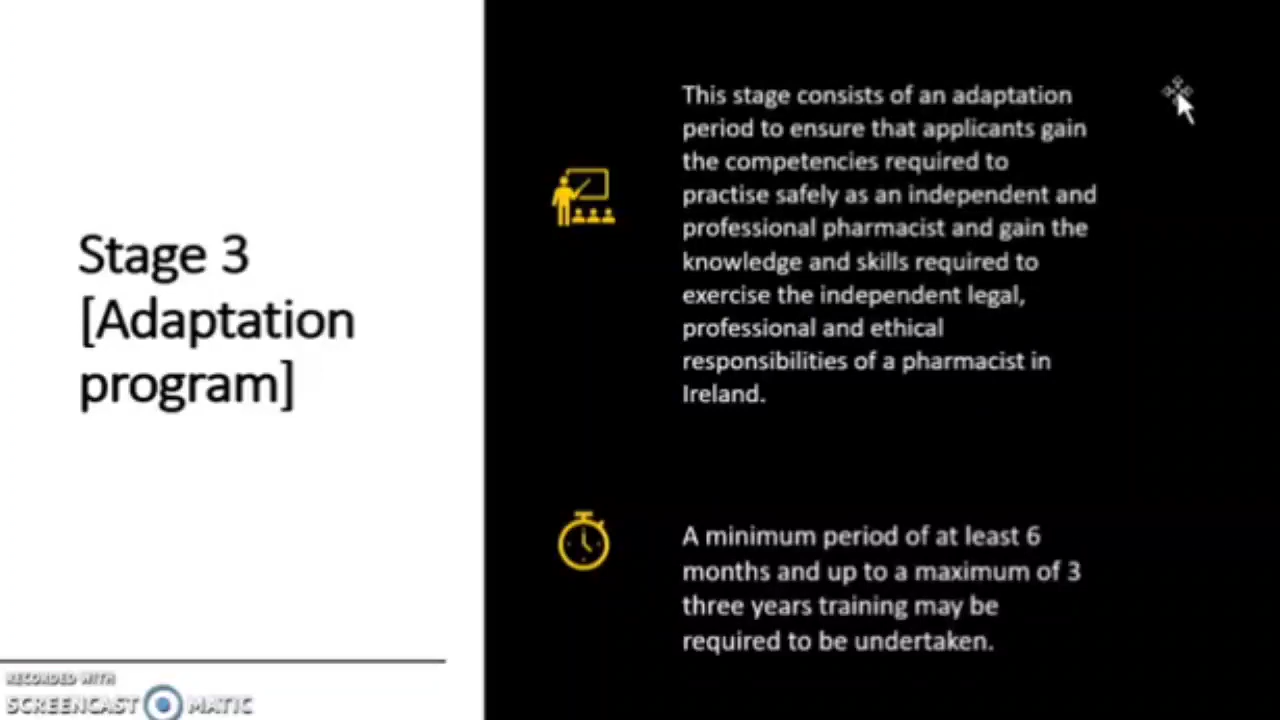 Stage 3
[Adaptation
program]
This stage consists of an adaptation
period to ensure that applicants gain
the competencies required to
practise safely as an independent and
professional pharmacist and gain the
knowledge and skills required to
exercise the independent legal,
professional and ethical
responsibilities of a pharmacist in
Ireland.
A minimum period of at least 6
months and up to a maximum of 3
three years training may be
required to be undertaken.
RECORDED WITH
SCREENCAST MATIC